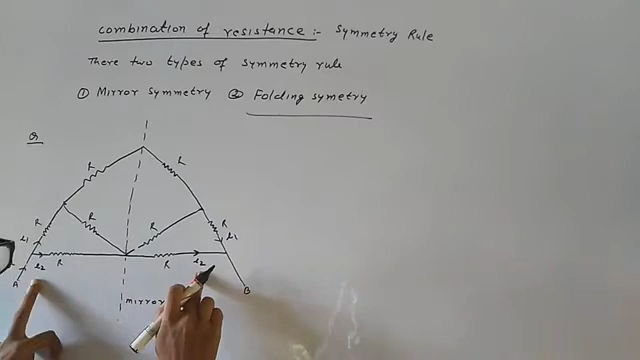 combination of resistance :- Symmetry Rule
There two types of symmetry rule
① Mirror symmetry ② Folding symetry
Q
R R
R R R R
i1 i1
i2 R R i2
A B
mirror